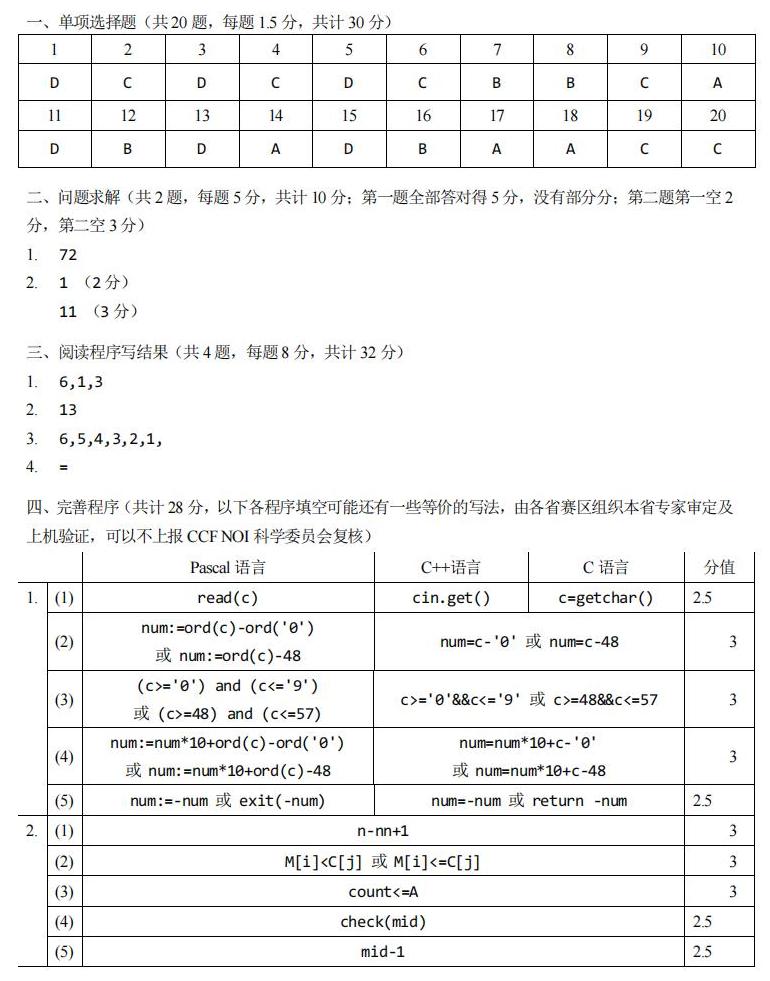 一、单项选择题（共 20 题，每题 1.5 分，共计 30 分）
1 2 3 4 5 6 7 8 9 10
D C D C D C B B C A
11 12 13 14 15 16 17 18 19 20
D B D A D B A A C C
二、问题求解（共 2 题，每题 5 分，共计 10 分；第一题全部答对得 5 分，没有部分分；第二题第一空 2
分，第二空 3 分）
1. 72
2. 1 （2 分）
11 （3 分）
三、阅读程序写结果（共 4 题，每题 8 分，共计 32 分）
1. 6,1,3
2. 13
3. 6,5,4,3,2,1,
4. =
四、完善程序（共计 28 分，以下各程序填空可能还有一些等价的写法，由各省赛区组织本省专家审定及
上机验证，可以不上报 CCF NOI 科学委员会复核）
Pascal 语言 C++语言 C 语言 分值
1. (1) read(c) cin.get() c=getchar() 2.5
(2) num:=ord(c)-ord('0')
或 num:=ord(c)-48
num=c-'0' 或 num=c-48 3
(3) (c>='0') and (c<='9')
或 (c>=48) and (c<=57)
c>='0'&&c<='9' 或 c>=48&&c<=57 3
(4) num:=num*10+ord(c)-ord('0')
或 num:=num*10+ord(c)-48
num=num*10+c-'0'
或 num=num*10+c-48
3
(5) num:=-num 或 exit(-num) num=-num 或 return -num 2.5
2. (1) n-nn+1 3
(2) M[i]<C[j] 或 M[i]<=C[j] 3
(3) count<=A 3
(4) check(mid) 2.5
(5) mid-1 2.5